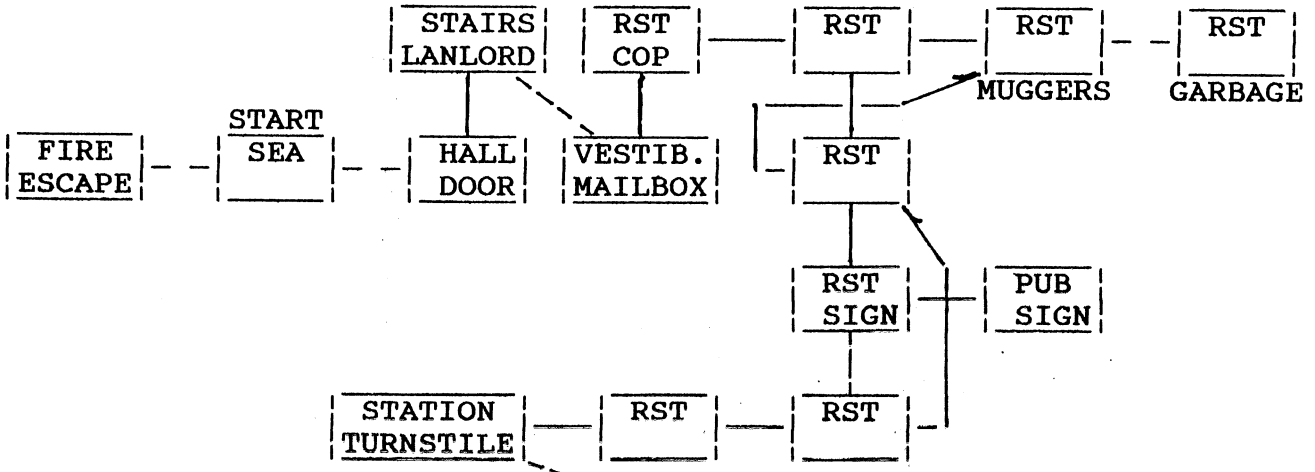 STAIRS
LANLORD
RST
COP
RST
RST
MUGGERS
RST
GARBAGE
FIRE
ESCAPE
START
SEA
HALL
DOOR
VESTIB.
MAILBOX
RST
RST
SIGN
PUB
SIGN
STATION
TURNSTILE
RST
RST